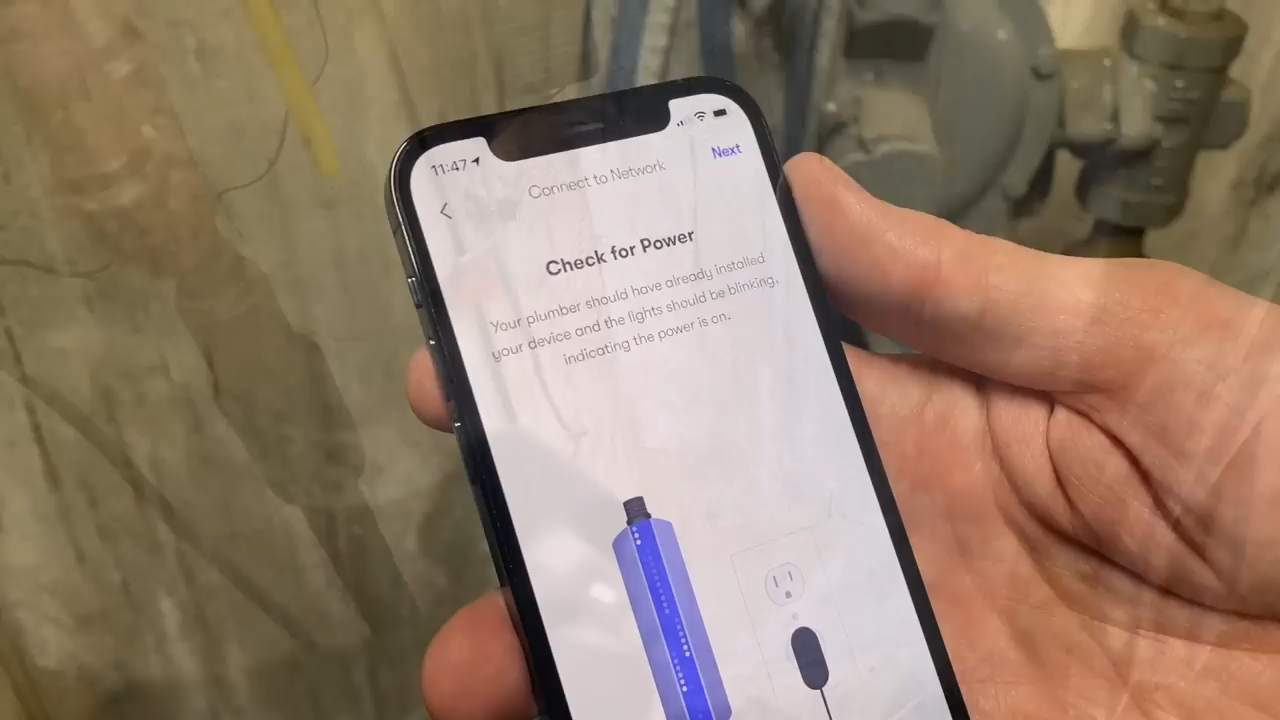 11:47
Next
Connect to Network
Check for Power
Your plumber should have already installed
your device and the lights should be blinking,
indicating the power is on.